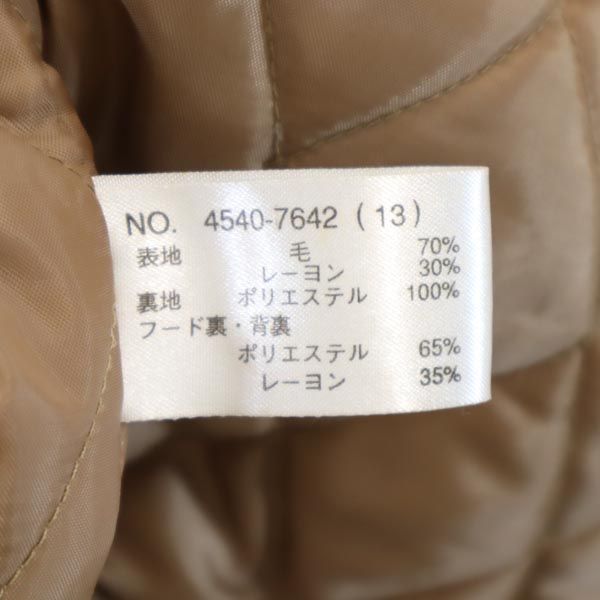 NO. 4540-7642 (13)
表地 毛 70%
レーヨン 30%
裏地 ポリエステル 100%
フード裏・背裏
ポリエステル 65%
レーヨン 35%